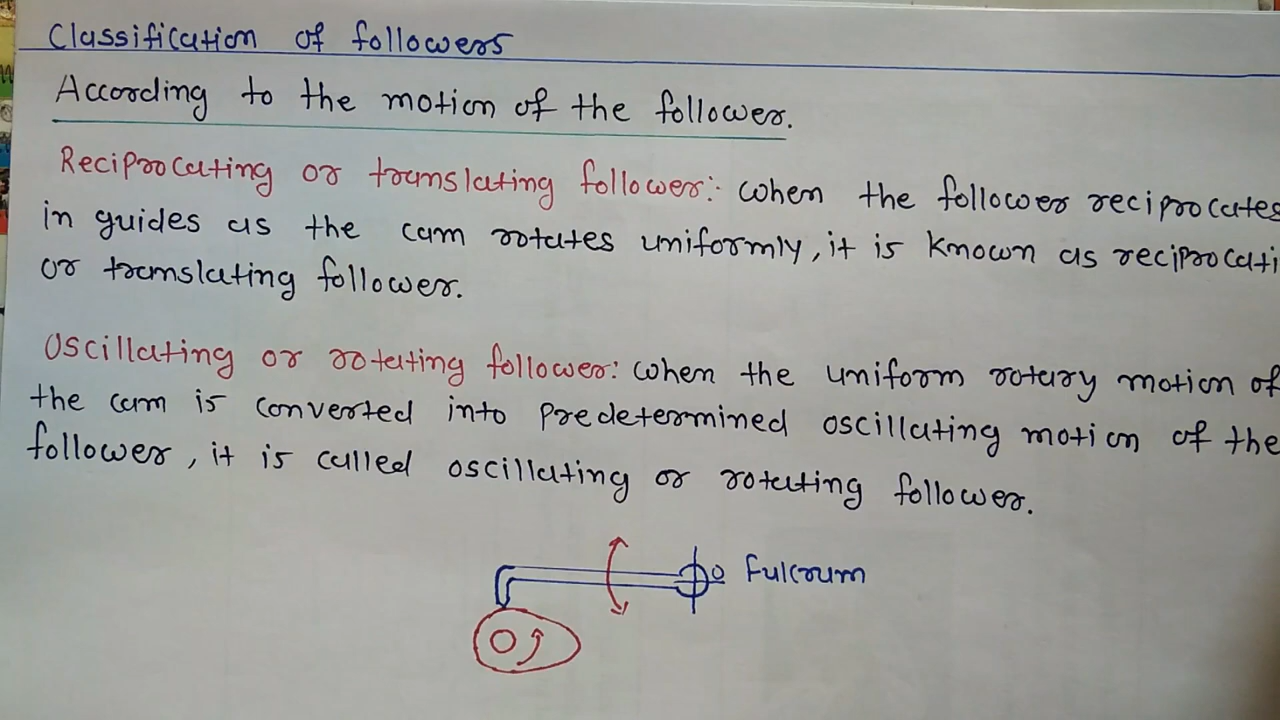 Classification of followers
According to the motion of the follower.
Reciprocating or translating follower:- When the follower reciprocates
in guides as the cam rotates uniformly, it is known as reciprocati
or translating follower.
Oscillating or rotating follower: When the uniform rotary motion of
the cam is converted into predetermined oscillating motion of the
follower, it is called oscillating or rotating follower.
O Fulcrum